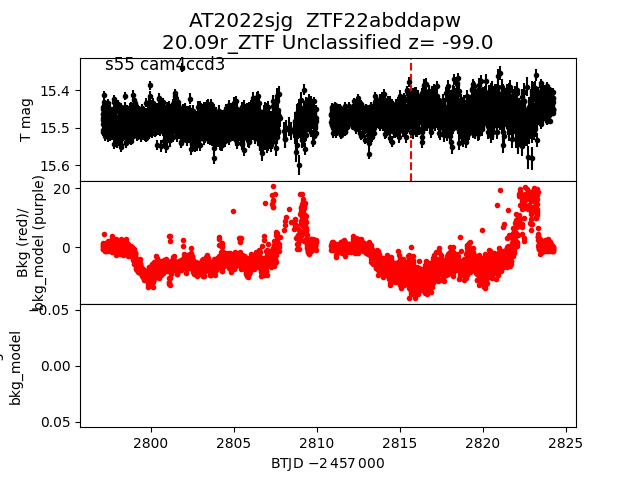 AT2022sjg ZTF22abddapw
20.09r_ZTF Unclassified z= -99.0
s55 cam4ccd3
15.4
15.5
15.6
T mag
20
0
Bkg (red)/
bkg_model (purple)
0.05
0.00
0.05
bkg_model
2800 2805 2810 2815 2820 2825
BTJD −2 457 000